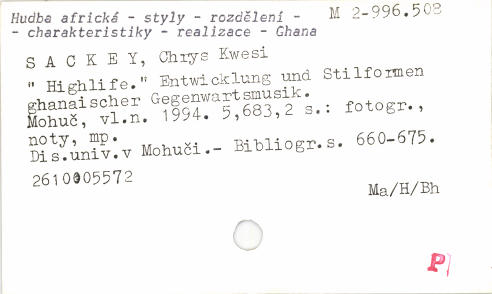 Hudba africká - styly - rozdělení -   M 2-996.502
- charakteristiky - realizace - Ghana
S A C K E Y, Chrys Kwesi
" Highlife." Entwicklung und Stilformen
ghanaischer Gegenwartsmusik.
Mohuč, vl.n. 1994. 5,683,2 s.: fotogr.,
noty, mp.
Dis.univ.v Mohuči.- Bibliogr.s. 660-675.
2610005572
Ma/H/Bh
P